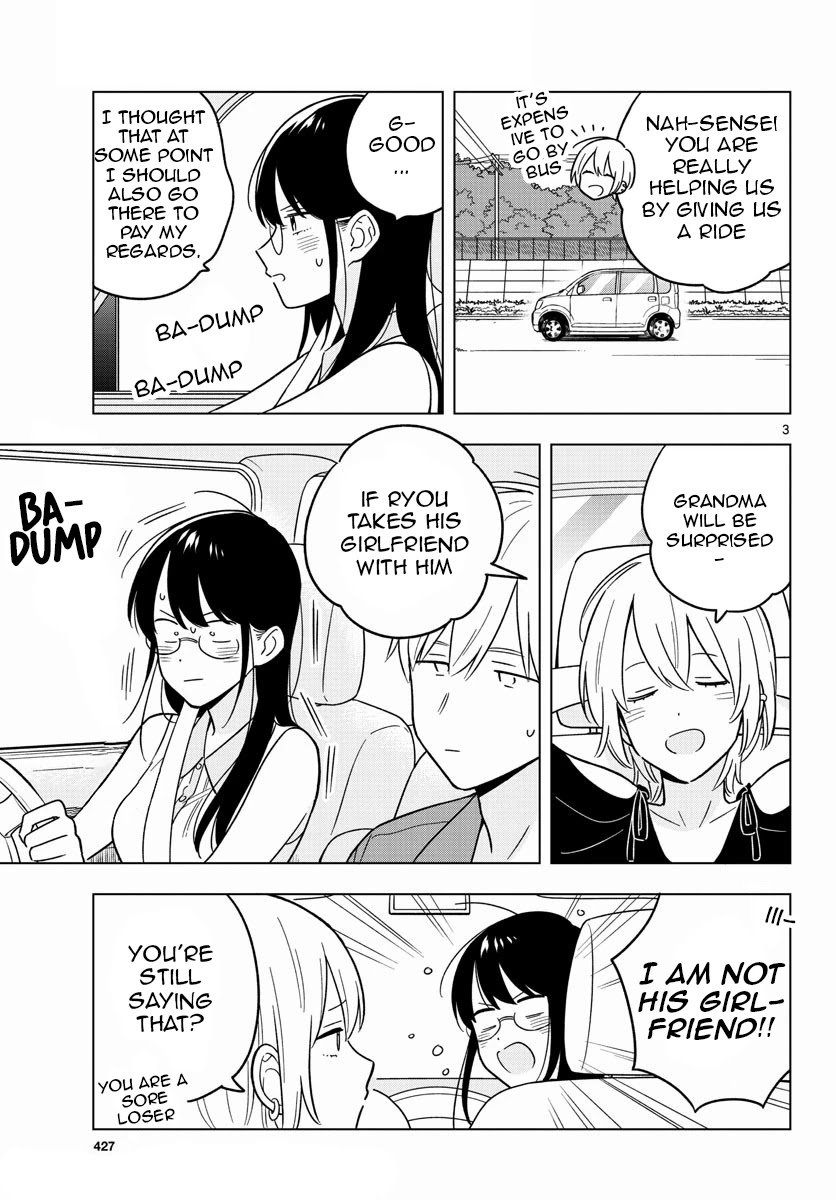 NAH-SENSEI
YOU ARE
REALLY
HELPING US
BY GIVING US
A RIDE
IT'S
EXPENS
IVE TO
GO BY
BUS
G-
GOOD
...
I THOUGHT
THAT AT
SOME POINT
I SHOULD
ALSO GO
THERE TO
PAY MY
REGARDS.
BA-DUMP
BA-DUMP
3
GRANDMA
WILL BE
SURPRISED
-
IF RYOU
TAKES HIS
GIRLFRIEND
WITH HIM
BA-
DUMP
I AM NOT
HIS GIRL-
FRIEND!!
YOU'RE
STILL
SAYING
THAT?
YOU ARE A
SORE
LOSER
427